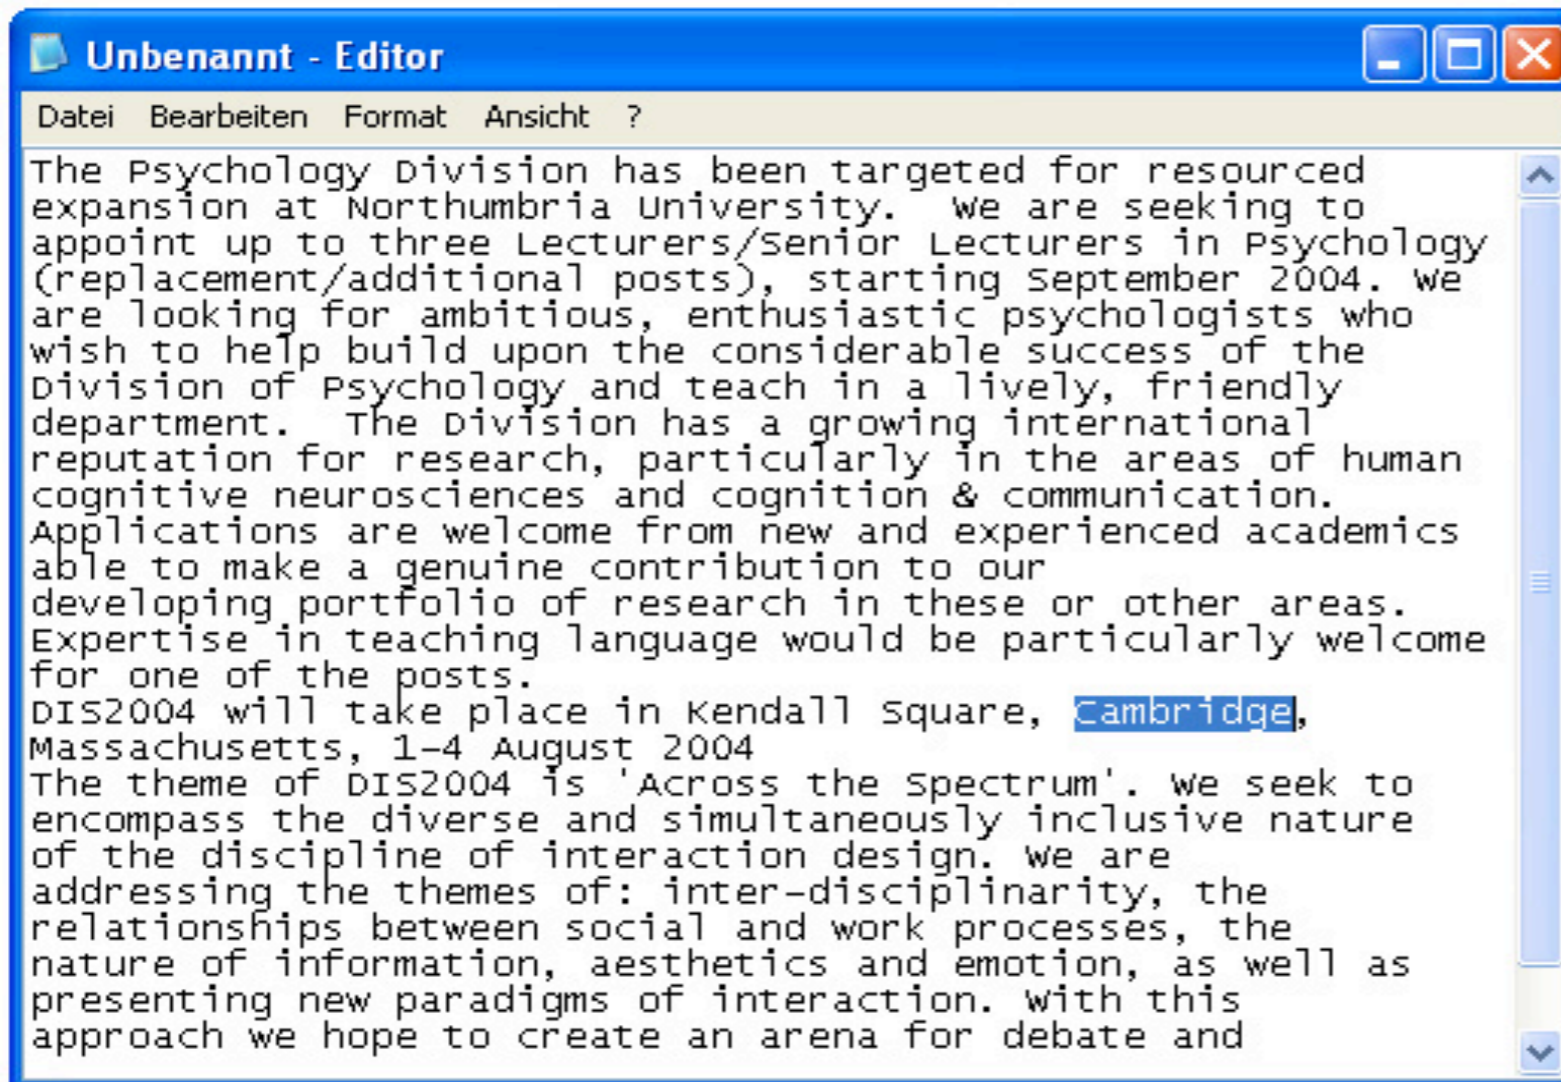 Unbenannt - Editor
Datei Bearbeiten Format Ansicht ?
The Psychology Division has been targeted for resourced
expansion at Northumbria University.  We are seeking to
appoint up to three Lecturers/Senior Lecturers in Psychology
(replacement/additional posts), starting September 2004. We
are looking for ambitious, enthusiastic psychologists who
wish to help build upon the considerable success of the
Division of Psychology and teach in a lively, friendly
department.  The Division has a growing international
reputation for research, particularly in the areas of human
cognitive neurosciences and cognition & communication.
Applications are welcome from new and experienced academics
able to make a genuine contribution to our
developing portfolio of research in these or other areas.
Expertise in teaching language would be particularly welcome
for one of the posts.
DIS2004 will take place in Kendall Square, Cambridge,
Massachusetts, 1-4 August 2004
The theme of DIS2004 is 'Across the Spectrum'. We seek to
encompass the diverse and simultaneously inclusive nature
of the discipline of interaction design. We are
addressing the themes of: inter-disciplinarity, the
relationships between social and work processes, the
nature of information, aesthetics and emotion, as well as
presenting new paradigms of interaction. With this
approach we hope to create an arena for debate and